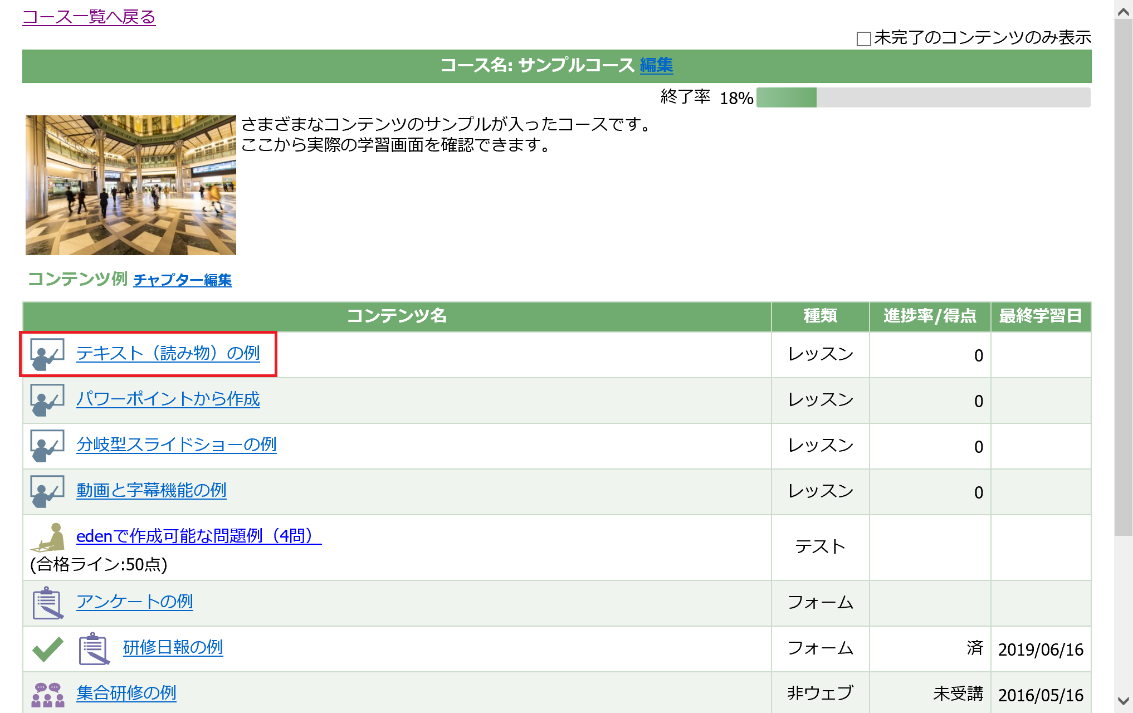 コース一覧へ戻る
未完了のコンテンツのみ表示
コース名: サンプルコース 編集
終了率 18%
さまざまなコンテンツのサンプルが入ったコースです。
ここから実際の学習画面を確認できます。
コンテンツ例 チャプター編集
コンテンツ名 種類 進捗率/得点 最終学習日
テキスト（読み物）の例 レッスン 0
パワーポイントから作成 レッスン 0
分岐型スライドショーの例 レッスン 0
動画と字幕機能の例 レッスン 0
edenで作成可能な問題例（4問） テスト
(合格ライン:50点)
アンケートの例 フォーム
研修日報の例 フォーム 済 2019/06/16
集合研修の例 非ウェブ 未受講 2016/05/16